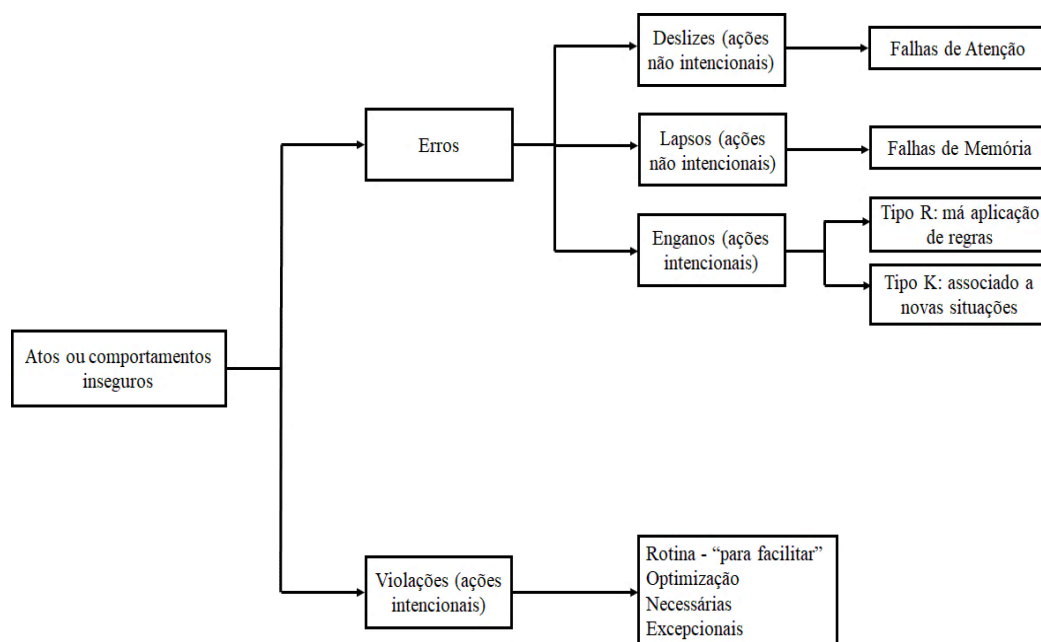 Atos ou comportamentos
inseguros
Erros
Deslizes (ações
não intencionais)
Falhas de Atenção
Lapsos (ações
não intencionais)
Falhas de Memória
Enganos (ações
intencionais)
Tipo R: má aplicação
de regras
Tipo K: associado a
novas situações
Violações (ações
intencionais)
Rotina - “para facilitar”
Optimização
Necessárias
Excepcionais